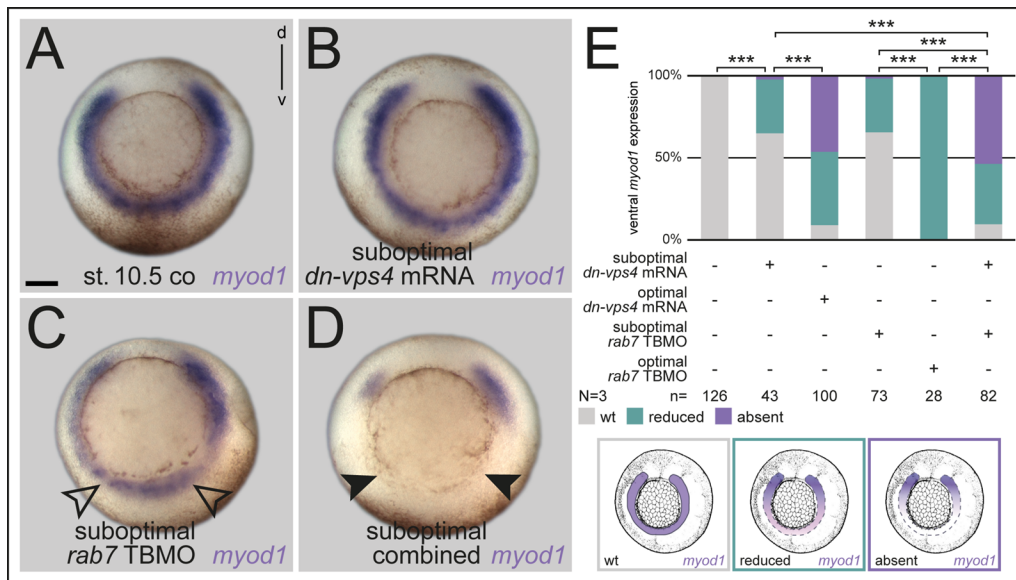 A
d
v
st. 10.5 co myod1
B
suboptimal
dn-vps4 mRNA myod1
C
suboptimal
rab7 TBMO myod1
D
suboptimal
combined myod1
E
***
***
*** *** *** ***
ventral myod1 expression
100%
50%
0%
suboptimal
dn-vps4 mRNA - + - - - +
optimal
dn-vps4 mRNA - - + - - -
suboptimal
rab7 TBMO - - - + - +
optimal
rab7 TBMO - - - - + -
N=3 n= 126 43 100 73 28 82
wt reduced absent
wt myod1
reduced myod1
absent myod1